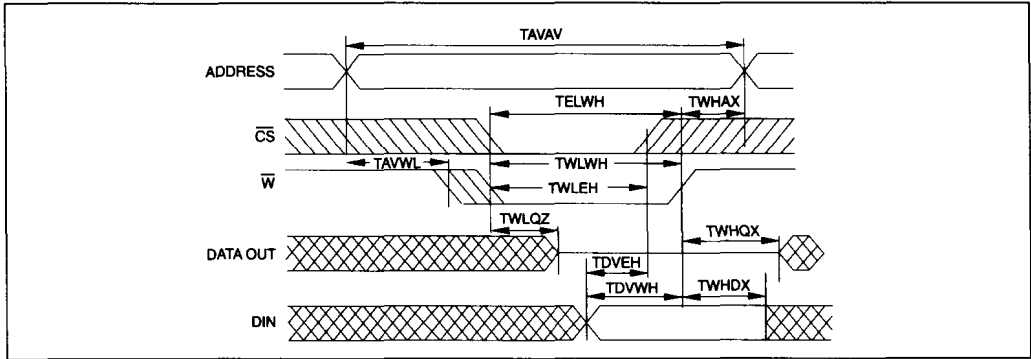 TAVAV
ADDRESS
TELWH
TWHAX
CS
TAVWL
TWLWH
W
TWLEH
TWLQZ
TWHQX
DATA OUT
TDVEH
TDVWH
TWHDX
DIN